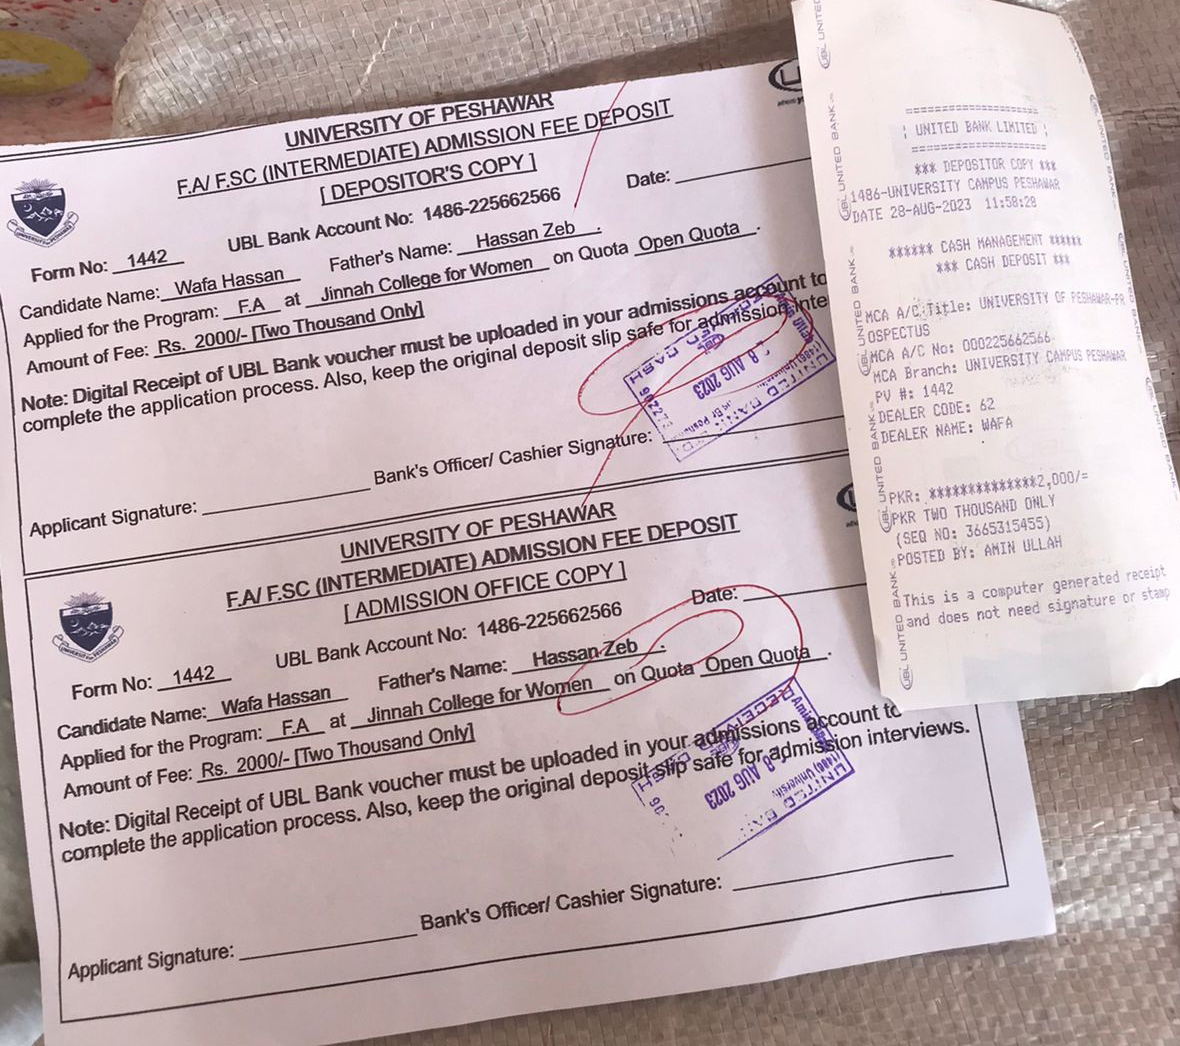 UNIVERSITY OF PESHAWAR
F.A/ F.SC (INTERMEDIATE) ADMISSION FEE DEPOSIT
[ DEPOSITOR'S COPY ]
UBL Bank Account No: 1486-225662566
Date:
Form No: 1442
Candidate Name: Wafa Hassan Father's Name: Hassan Zeb .
Applied for the Program: F.A at Jinnah College for Women on Quota Open Quota .
Amount of Fee: Rs. 2000/- [Two Thousand Only]
Note: Digital Receipt of UBL Bank voucher must be uploaded in your admissions account to
complete the application process. Also, keep the original deposit slip safe for admission inte
Applicant Signature: Bank's Officer/ Cashier Signature:
UNITED BANK
8 AUG 2023
UNIVERSITY OF PESHAWAR
F.A/ F.SC (INTERMEDIATE) ADMISSION FEE DEPOSIT
[ ADMISSION OFFICE COPY ]
UBL Bank Account No: 1486-225662566
Date:
Form No: 1442
Candidate Name: Wafa Hassan Father's Name: Hassan Zeb .
Applied for the Program: F.A at Jinnah College for Women on Quota Open Quota .
Amount of Fee: Rs. 2000/- [Two Thousand Only]
Note: Digital Receipt of UBL Bank voucher must be uploaded in your admissions account to
complete the application process. Also, keep the original deposit slip safe for admission interviews.
Applicant Signature: Bank's Officer/ Cashier Signature:
RECEIVED
8 AUG 2023
UNITED BANK LIMITED
*** DEPOSITOR COPY ***
1486-UNIVERSITY CAMPUS PESHAWAR
DATE 28-AUG-2023 11:58:28
****** CASH MANAGEMENT ******
*** CASH DEPOSIT ***
MCA A/C Title: UNIVERSITY OF PESHAWAR-PR
OSPECTUS
MCA A/C No: 000225662566
MCA Branch: UNIVERSITY CAMPUS PESHAWAR
PV #: 1442
DEALER CODE: 62
DEALER NAME: WAFA
PKR: **************2,000/=
PKR TWO THOUSAND ONLY
(SEQ NO: 3665315455)
POSTED BY: AMIN ULLAH
This is a computer generated receipt
and does not need signature or stamp